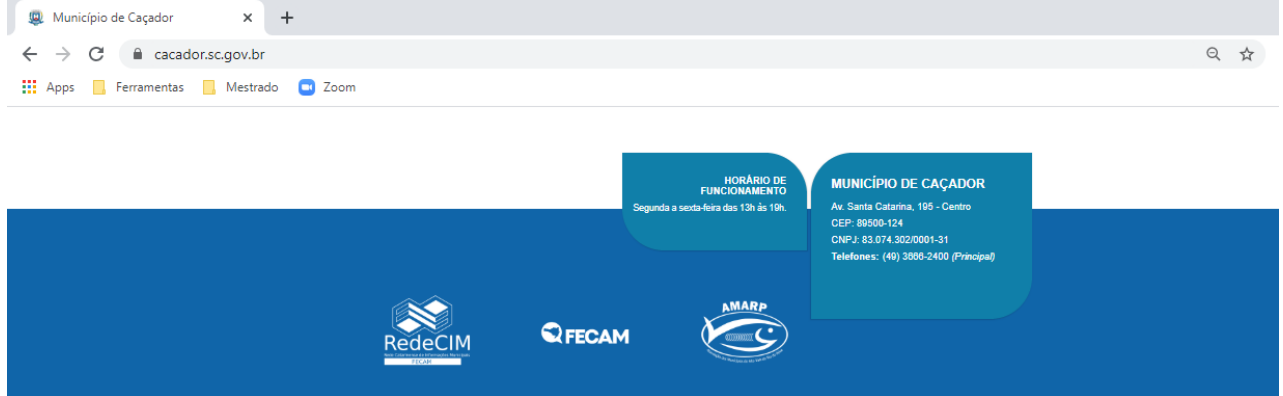 Município de Caçador
cacador.sc.gov.br
Apps Ferramentas Mestrado Zoom
HORÁRIO DE
FUNCIONAMENTO
Segunda a sexta-feira das 13h às 19h.
MUNICÍPIO DE CAÇADOR
Av. Santa Catarina, 195 - Centro
CEP: 89500-124
CNPJ: 83.074.302/0001-31
Telefones: (49) 3666-2400 (Principal)
RedeCIM
FECAM
FECAM
AMARP